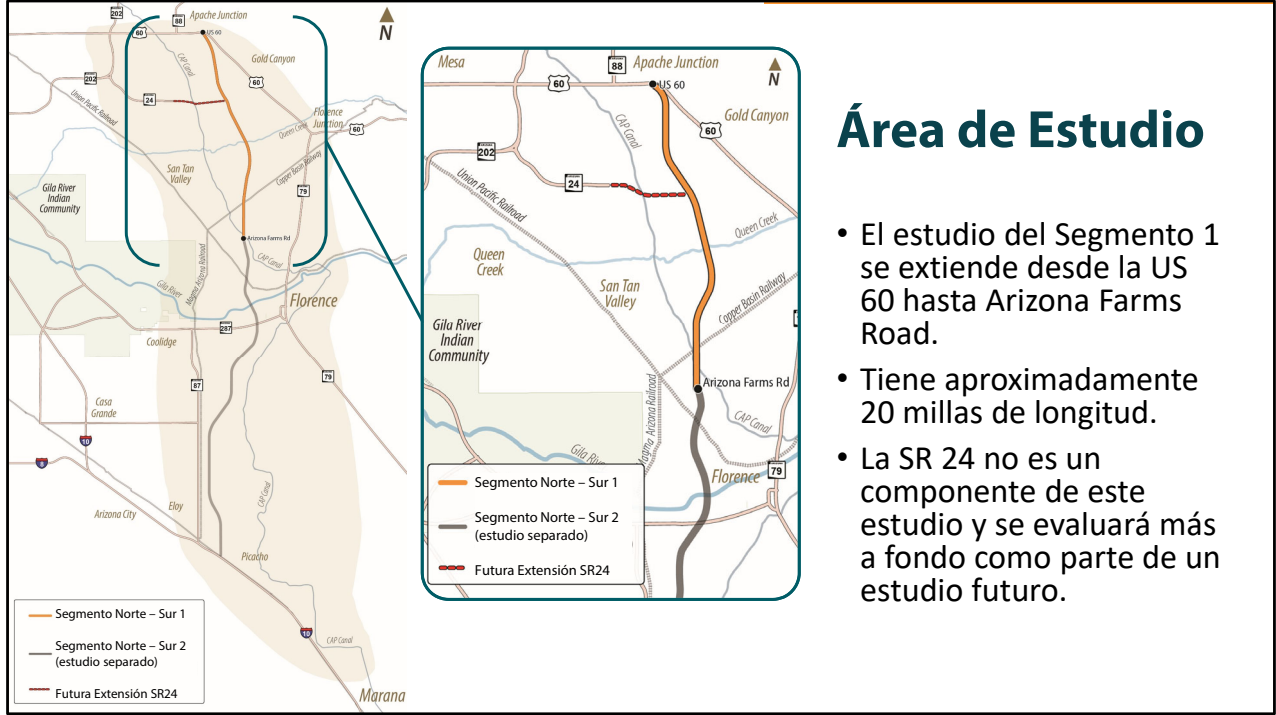 Apache Junction
202
88
60
US 60
N
CAP Canal
Gold Canyon
202
60
24
Union Pacific Railroad
Florence
Junction
Queen Creek
60
San Tan
Valley
Copper Basin Railway
Gila River
Indian
Community
79
Arizona Farms Rd
CAP Canal
Magma Arizona Railroad
Gila River
Florence
287
Coolidge
87
79
Casa
Grande
10
8
CAP Canal
Eloy
Arizona City
Picacho
10
CAP Canal
Marana
Segmento Norte – Sur 1
Segmento Norte – Sur 2
(estudio separado)
Futura Extensión SR24
Mesa
88
Apache Junction
N
60
US 60
Gold Canyon
CAP Canal
60
202
24
Union Pacific Railroad
Queen Creek
Queen
Creek
San Tan
Valley
Copper Basin Railway
Gila River
Indian
Community
Arizona Farms Rd
Magma Arizona Railroad
CAP Canal
Gila River
Florence
79
Segmento Norte – Sur 1
Segmento Norte – Sur 2
(estudio separado)
Futura Extensión SR24
Área de Estudio
• El estudio del Segmento 1
se extiende desde la US
60 hasta Arizona Farms
Road.
• Tiene aproximadamente
20 millas de longitud.
• La SR 24 no es un
componente de este
estudio y se evaluará más
a fondo como parte de un
estudio futuro.